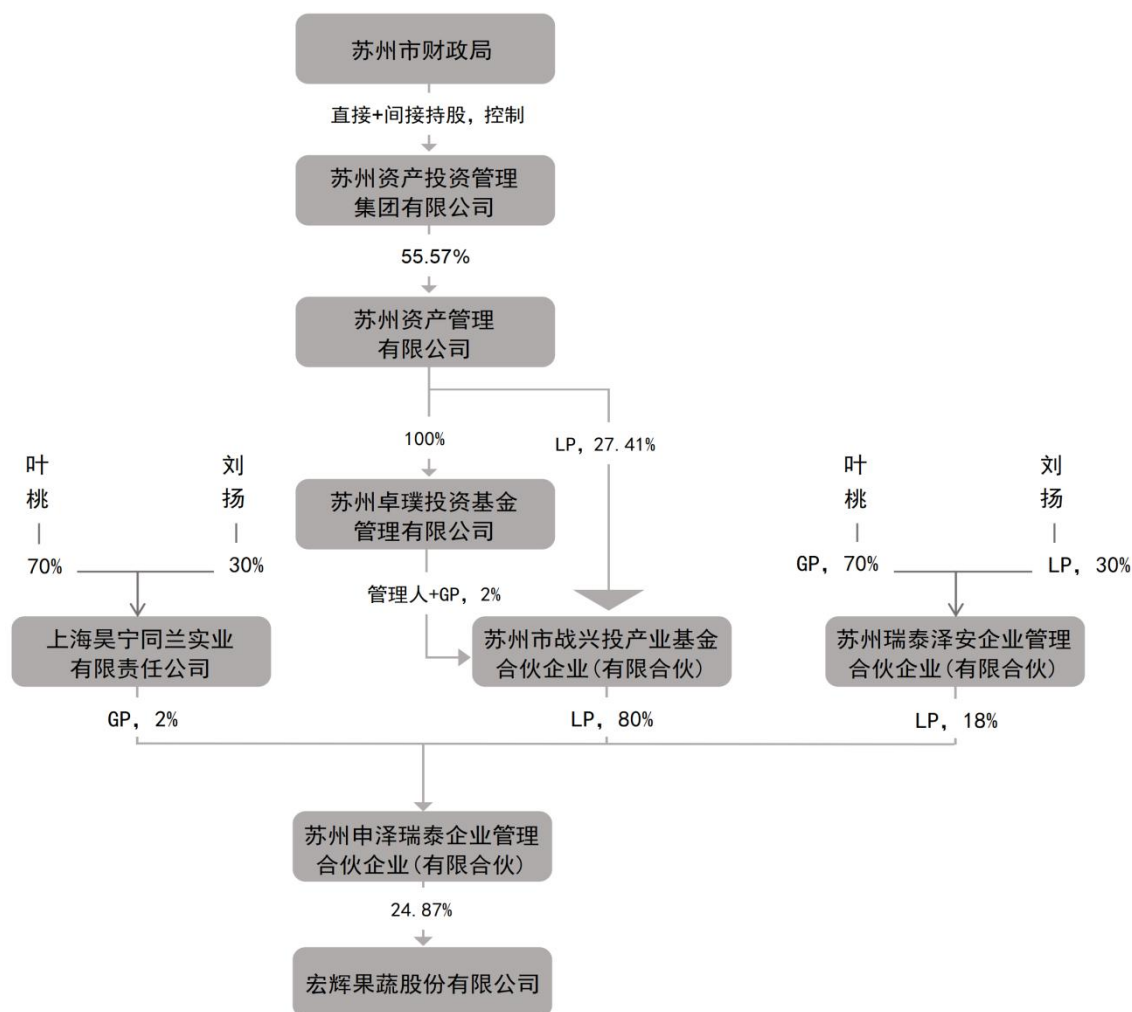 苏州市财政局
直接+间接持股，控制
苏州资产投资管理
集团有限公司
55.57%
苏州资产管理
有限公司
100%
LP，27.41%
叶
桃
70%
刘
扬
30%
苏州卓璞投资基金
管理有限公司
叶
桃
GP，70%
刘
扬
LP，30%
管理人+GP，2%
上海昊宁同兰实业
有限责任公司
苏州市战兴投产业基金
合伙企业(有限合伙)
苏州瑞泰泽安企业管理
合伙企业(有限合伙)
GP，2%
LP，80%
LP，18%
苏州申泽瑞泰企业管理
合伙企业(有限合伙)
24.87%
宏辉果蔬股份有限公司